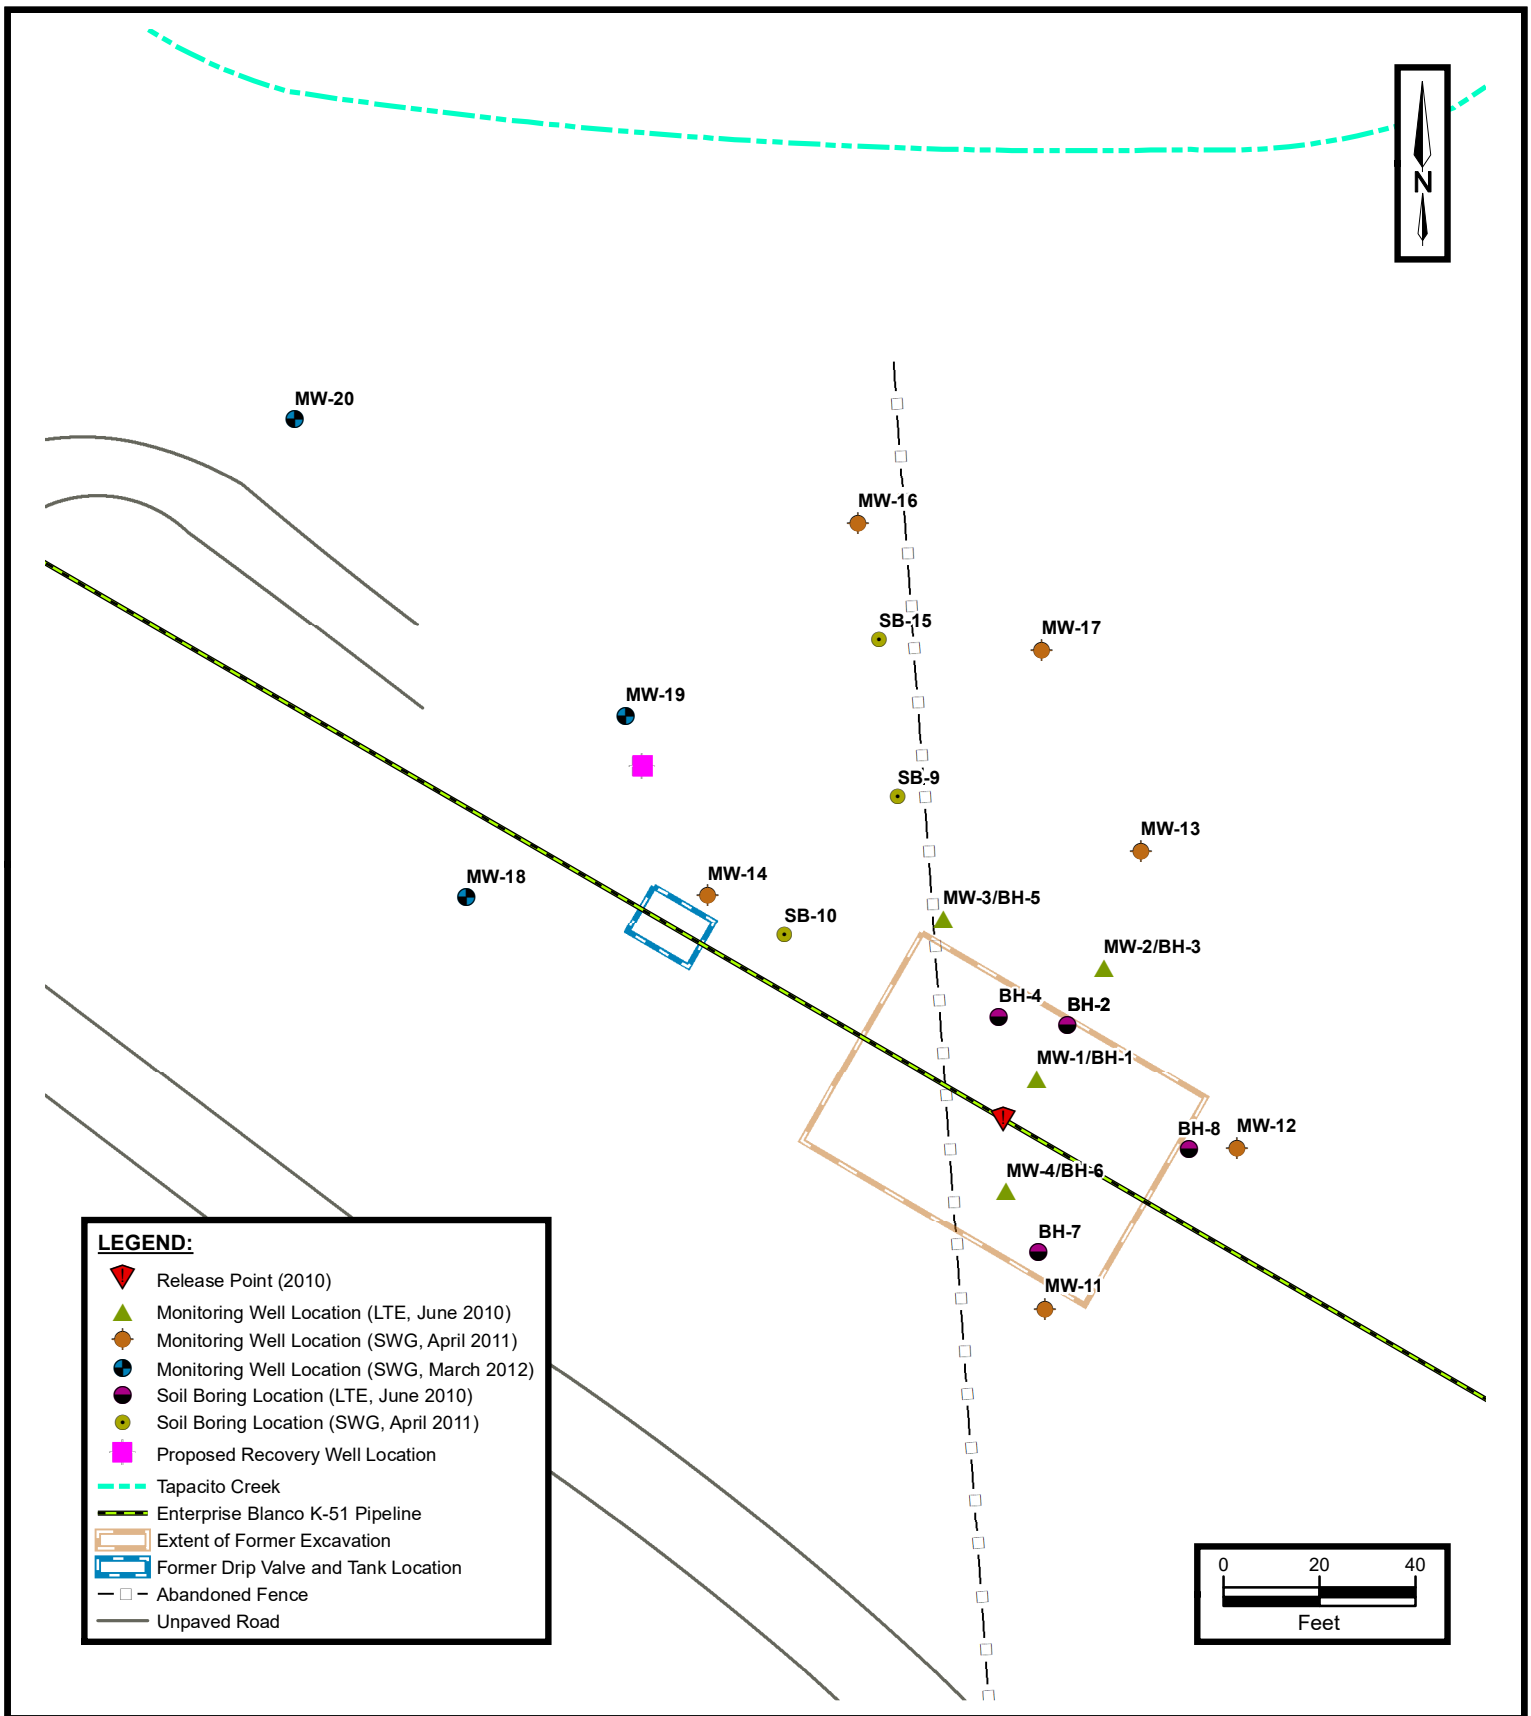 N
MW-20
MW-16
SB-15
MW-17
MW-19
SB-9
MW-13
MW-18
MW-14
MW-3/BH-5
SB-10
MW-2/BH-3
BH-4
BH-2
MW-1/BH-1
BH-8
MW-12
MW-4/BH-6
BH-7
MW-11
LEGEND:
Release Point (2010)
Monitoring Well Location (LTE, June 2010)
Monitoring Well Location (SWG, April 2011)
Monitoring Well Location (SWG, March 2012)
Soil Boring Location (LTE, June 2010)
Soil Boring Location (SWG, April 2011)
Proposed Recovery Well Location
Tapacito Creek
Enterprise Blanco K-51 Pipeline
Extent of Former Excavation
Former Drip Valve and Tank Location
Abandoned Fence
Unpaved Road
0 20 40
Feet